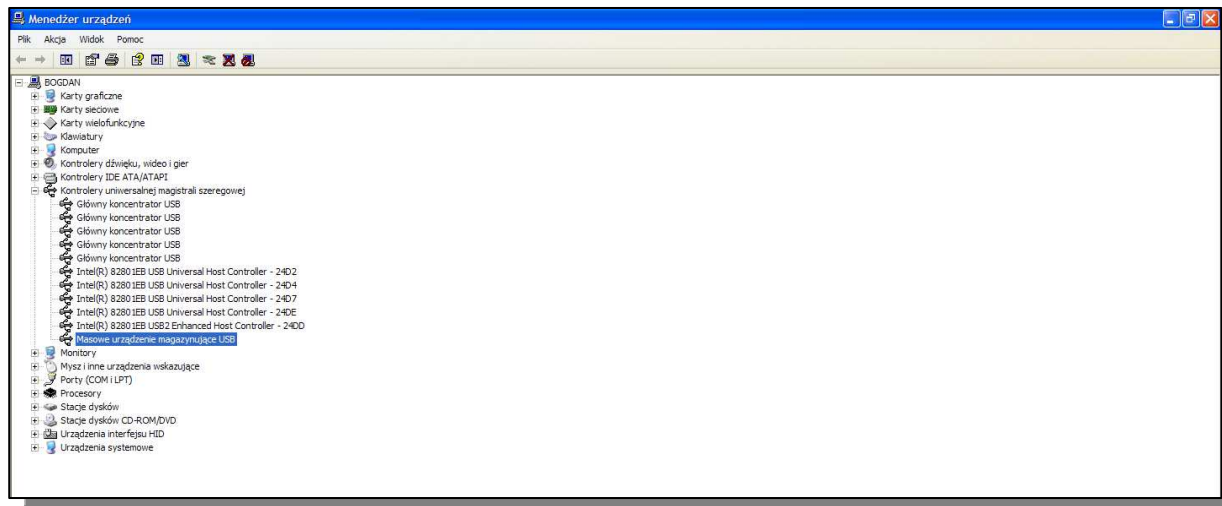 Menedżer urządzeń
Plik Akcja Widok Pomoc
BOGDAN
Karty graficzne
Karty sieciowe
Karty wielofunkcyjne
Klawiatury
Komputer
Kontrolery dźwięku, wideo i gier
Kontrolery IDE ATA/ATAPI
Kontrolery uniwersalnej magistrali szeregowej
Główny koncentrator USB
Główny koncentrator USB
Główny koncentrator USB
Główny koncentrator USB
Główny koncentrator USB
Intel(R) 82801EB USB Universal Host Controller - 24D2
Intel(R) 82801EB USB Universal Host Controller - 24D4
Intel(R) 82801EB USB Universal Host Controller - 24D7
Intel(R) 82801EB USB Universal Host Controller - 24DE
Intel(R) 82801EB USB2 Enhanced Host Controller - 24DD
Masowe urządzenie magazynujące USB
Monitory
Mysz i inne urządzenia wskazujące
Porty (COM i LPT)
Procesory
Stacje dysków
Stacje dysków CD-ROM/DVD
Urządzenia interfejsu HID
Urządzenia systemowe